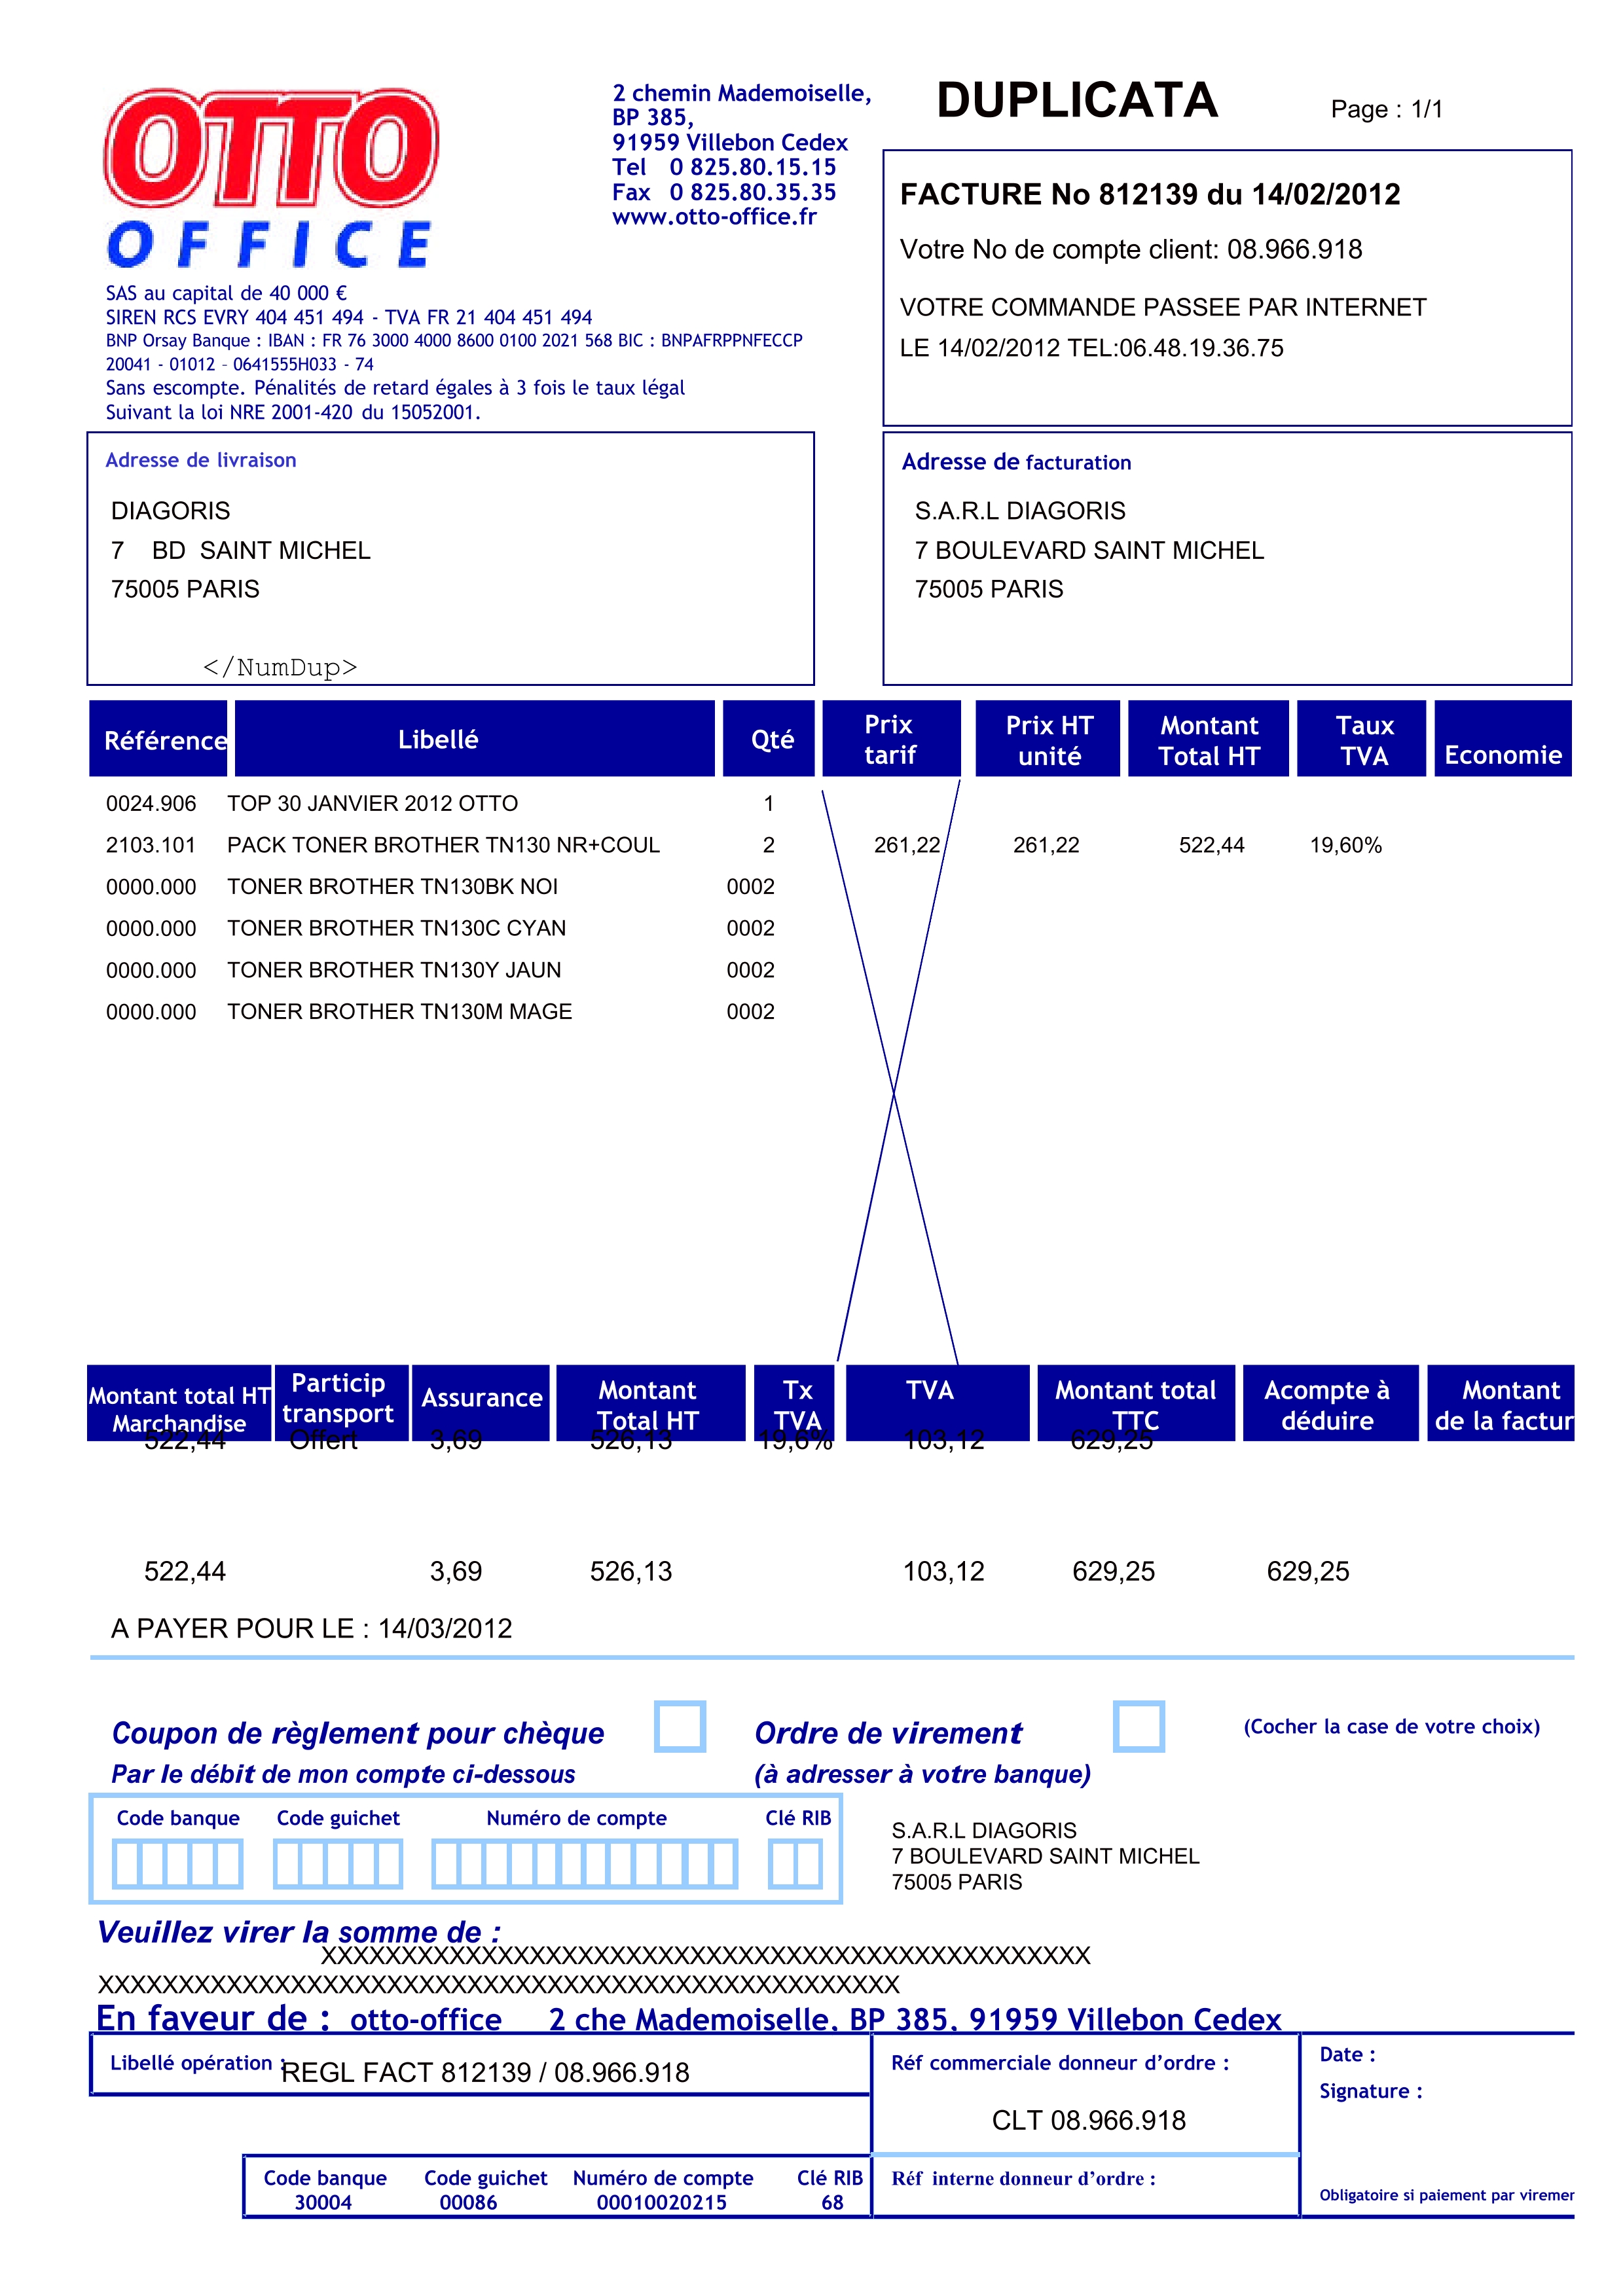 OTTO
OFFICE
2 chemin Mademoiselle,
BP 385,
91959 Villebon Cedex
Tel 0 825.80.15.15
Fax 0 825.80.35.35
www.otto-office.fr
DUPLICATA
Page : 1/1
FACTURE No 812139 du 14/02/2012
Votre No de compte client: 08.966.918
VOTRE COMMANDE PASSEE PAR INTERNET
LE 14/02/2012 TEL:06.48.19.36.75
SAS au capital de 40 000 €
SIREN RCS EVRY 404 451 494 - TVA FR 21 404 451 494
BNP Orsay Banque : IBAN : FR 76 3000 4000 8600 0100 2021 568 BIC : BNPAFRPPNFECCP
20041 - 01012 - 0641555H033 - 74
Sans escompte. Pénalités de retard égales à 3 fois le taux légal
Suivant la loi NRE 2001-420 du 15052001.
Adresse de livraison
DIAGORIS
7 BD SAINT MICHEL
75005 PARIS
</NumDup>
Adresse de facturation
S.A.R.L DIAGORIS
7 BOULEVARD SAINT MICHEL
75005 PARIS
Référence Libellé Qté Prix tarif Prix HT unité Montant Total HT Taux TVA Economie
0024.906 TOP 30 JANVIER 2012 OTTO 1
2103.101 PACK TONER BROTHER TN130 NR+COUL 2 261,22 261,22 522,44 19,60%
0000.000 TONER BROTHER TN130BK NOI 0002
0000.000 TONER BROTHER TN130C CYAN 0002
0000.000 TONER BROTHER TN130Y JAUN 0002
0000.000 TONER BROTHER TN130M MAGE 0002
Montant total HT Marchandise Particip transport Assurance Montant Total HT Tx TVA TVA Montant total TTC Acompte à déduire Montant de la factur
522,44 Offert 3,69 526,13 19,6% 103,12 629,25
522,44 3,69 526,13 103,12 629,25 629,25
A PAYER POUR LE : 14/03/2012
Coupon de règlement pour chèque
Par le débit de mon compte ci-dessous
Ordre de virement
(à adresser à votre banque)
(Cocher la case de votre choix)
Code banque Code guichet Numéro de compte Clé RIB
S.A.R.L DIAGORIS
7 BOULEVARD SAINT MICHEL
75005 PARIS
Veuillez virer la somme de :
XXXXXXXXXXXXXXXXXXXXXXXXXXXXXXXXXXXXXXXXXXXXXXXX
XXXXXXXXXXXXXXXXXXXXXXXXXXXXXXXXXXXXXXXXXXXXXXXXXX
En faveur de : otto-office 2 che Mademoiselle, BP 385, 91959 Villebon Cedex
Libellé opération : REGL FACT 812139 / 08.966.918
Réf commerciale donneur d'ordre :
CLT 08.966.918
Date :
Signature :
Code banque Code guichet Numéro de compte Clé RIB
30004 00086 00010020215 68
Réf interne donneur d'ordre :
Obligatoire si paiement par viremer